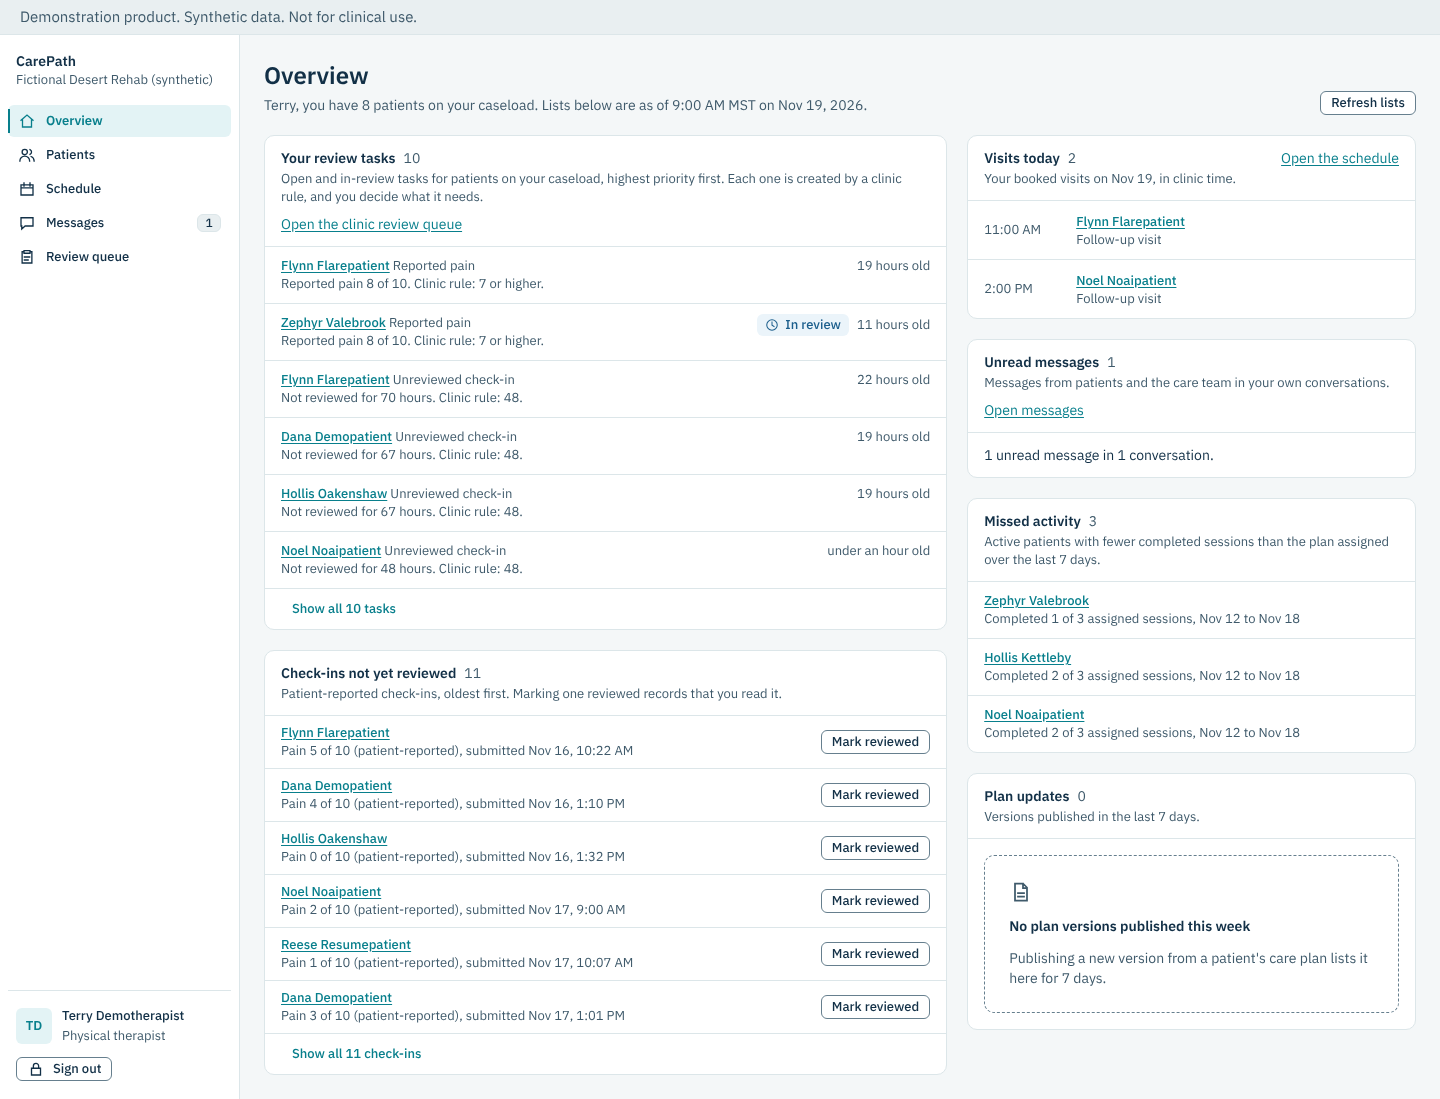 Demonstration product. Synthetic data. Not for clinical use.
CarePath
Fictional Desert Rehab (synthetic)
Overview
Patients
Schedule
Messages 1
Review queue
Terry Demotherapist
TD
Physical therapist
Sign out
Overview
Terry, you have 8 patients on your caseload. Lists below are as of 9:00 AM MST on Nov 19, 2026.
Refresh lists
Your review tasks 10
Open and in-review tasks for patients on your caseload, highest priority first. Each one is created by a clinic
rule, and you decide what it needs.
Open the clinic review queue
Flynn Flarepatient Reported pain 19 hours old
Reported pain 8 of 10. Clinic rule: 7 or higher.
Zephyr Valebrook Reported pain In review 11 hours old
Reported pain 8 of 10. Clinic rule: 7 or higher.
Flynn Flarepatient Unreviewed check-in 22 hours old
Not reviewed for 70 hours. Clinic rule: 48.
Dana Demopatient Unreviewed check-in 19 hours old
Not reviewed for 67 hours. Clinic rule: 48.
Hollis Oakenshaw Unreviewed check-in 19 hours old
Not reviewed for 67 hours. Clinic rule: 48.
Noel Noaipatient Unreviewed check-in under an hour old
Not reviewed for 48 hours. Clinic rule: 48.
Show all 10 tasks
Check-ins not yet reviewed 11
Patient-reported check-ins, oldest first. Marking one reviewed records that you read it.
Flynn Flarepatient
Pain 5 of 10 (patient-reported), submitted Nov 16, 10:22 AM
Mark reviewed
Dana Demopatient
Pain 4 of 10 (patient-reported), submitted Nov 16, 1:10 PM
Mark reviewed
Hollis Oakenshaw
Pain 0 of 10 (patient-reported), submitted Nov 16, 1:32 PM
Mark reviewed
Noel Noaipatient
Pain 2 of 10 (patient-reported), submitted Nov 17, 9:00 AM
Mark reviewed
Reese Resumepatient
Pain 1 of 10 (patient-reported), submitted Nov 17, 10:07 AM
Mark reviewed
Dana Demopatient
Pain 3 of 10 (patient-reported), submitted Nov 17, 1:01 PM
Mark reviewed
Show all 11 check-ins
Visits today 2
Open the schedule
Your booked visits on Nov 19, in clinic time.
11:00 AM
Flynn Flarepatient
Follow-up visit
2:00 PM
Noel Noaipatient
Follow-up visit
Unread messages 1
Messages from patients and the care team in your own conversations.
Open messages
1 unread message in 1 conversation.
Missed activity 3
Active patients with fewer completed sessions than the plan assigned
over the last 7 days.
Zephyr Valebrook
Completed 1 of 3 assigned sessions, Nov 12 to Nov 18
Hollis Kettleby
Completed 2 of 3 assigned sessions, Nov 12 to Nov 18
Noel Noaipatient
Completed 2 of 3 assigned sessions, Nov 12 to Nov 18
Plan updates 0
Versions published in the last 7 days.
No plan versions published this week
Publishing a new version from a patient's care plan lists it
here for 7 days.